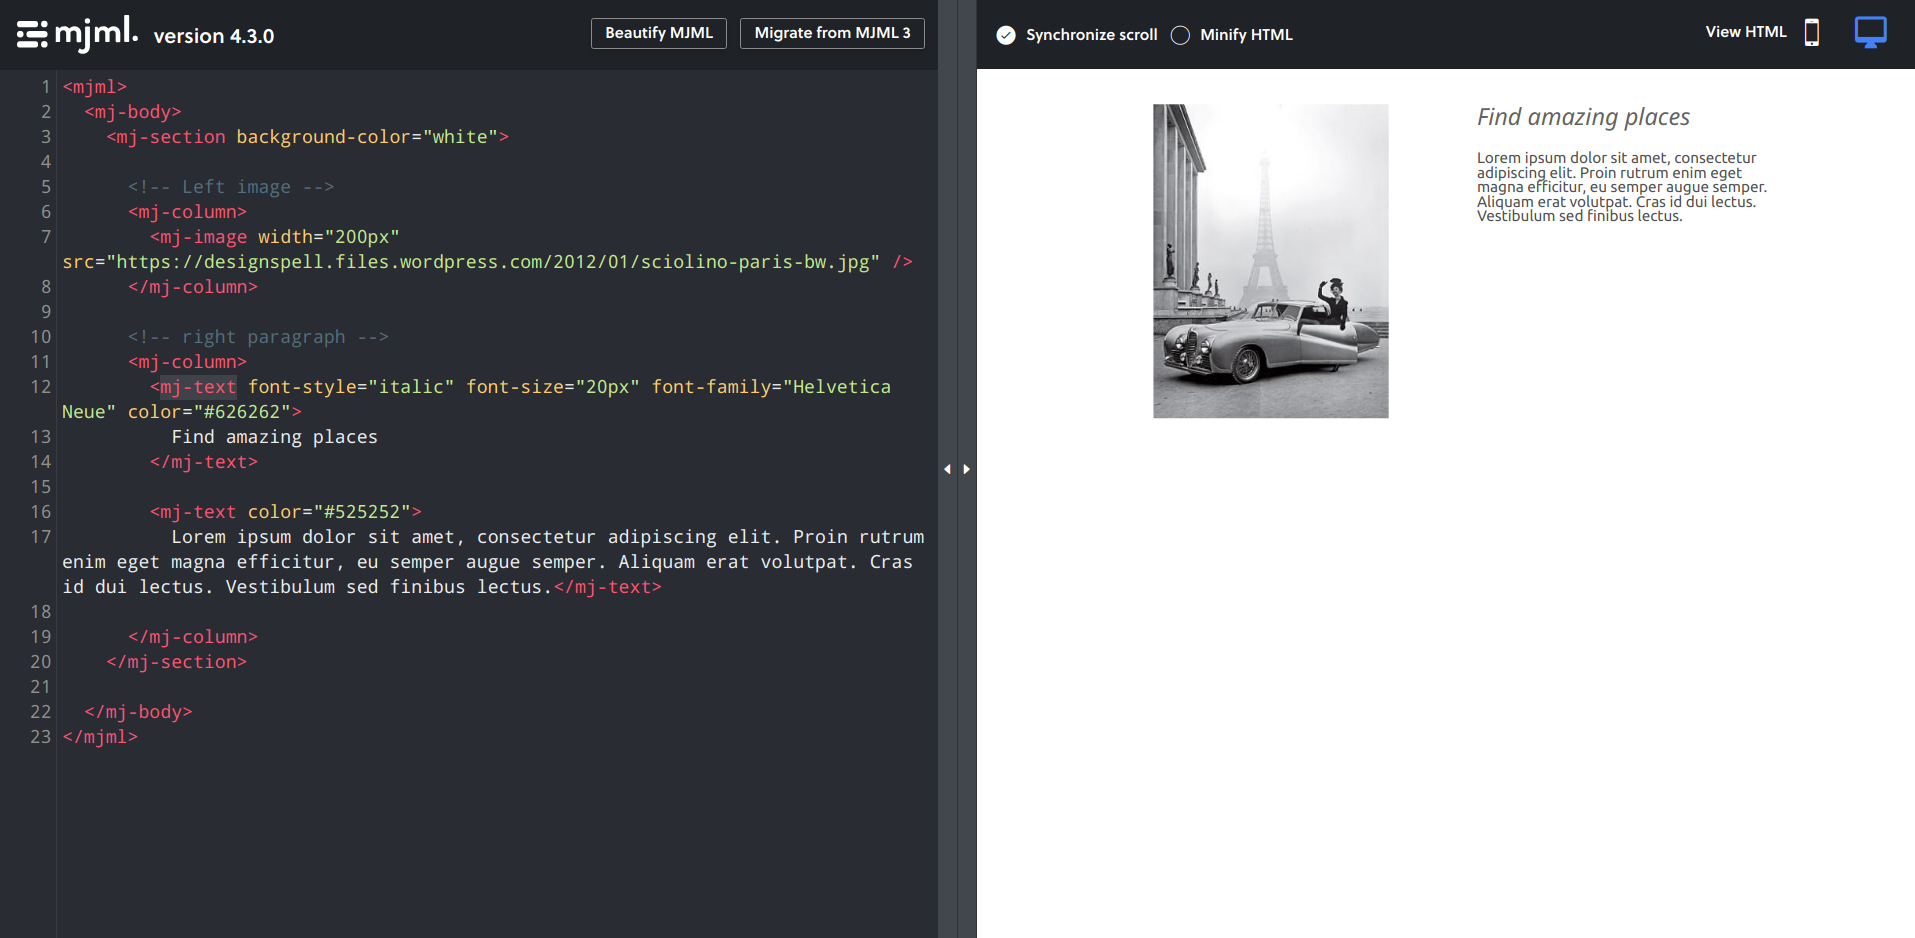 mjml. version 4.3.0 Beautify MJML Migrate from MJML 3
1 <mjml>
2 <mj-body>
3 <mj-section background-color="white">
4
5 <!-- Left image -->
6 <mj-column>
7 <mj-image width="200px"
src="https://designspell.files.wordpress.com/2012/01/sciolino-paris-bw.jpg" />
8 </mj-column>
9
10 <!-- right paragraph -->
11 <mj-column>
12 <mj-text font-style="italic" font-size="20px" font-family="Helvetica
Neue" color="#626262">
13 Find amazing places
14 </mj-text>
15
16 <mj-text color="#525252">
17 Lorem ipsum dolor sit amet, consectetur adipiscing elit. Proin rutrum
enim eget magna efficitur, eu semper augue semper. Aliquam erat volutpat. Cras
id dui lectus. Vestibulum sed finibus lectus.</mj-text>
18
19 </mj-column>
20 </mj-section>
21
22 </mj-body>
23 </mjml>
Synchronize scroll Minify HTML View HTML
Find amazing places
Lorem ipsum dolor sit amet, consectetur
adipiscing elit. Proin rutrum enim eget
magna efficitur, eu semper augue semper.
Aliquam erat volutpat. Cras id dui lectus.
Vestibulum sed finibus lectus.